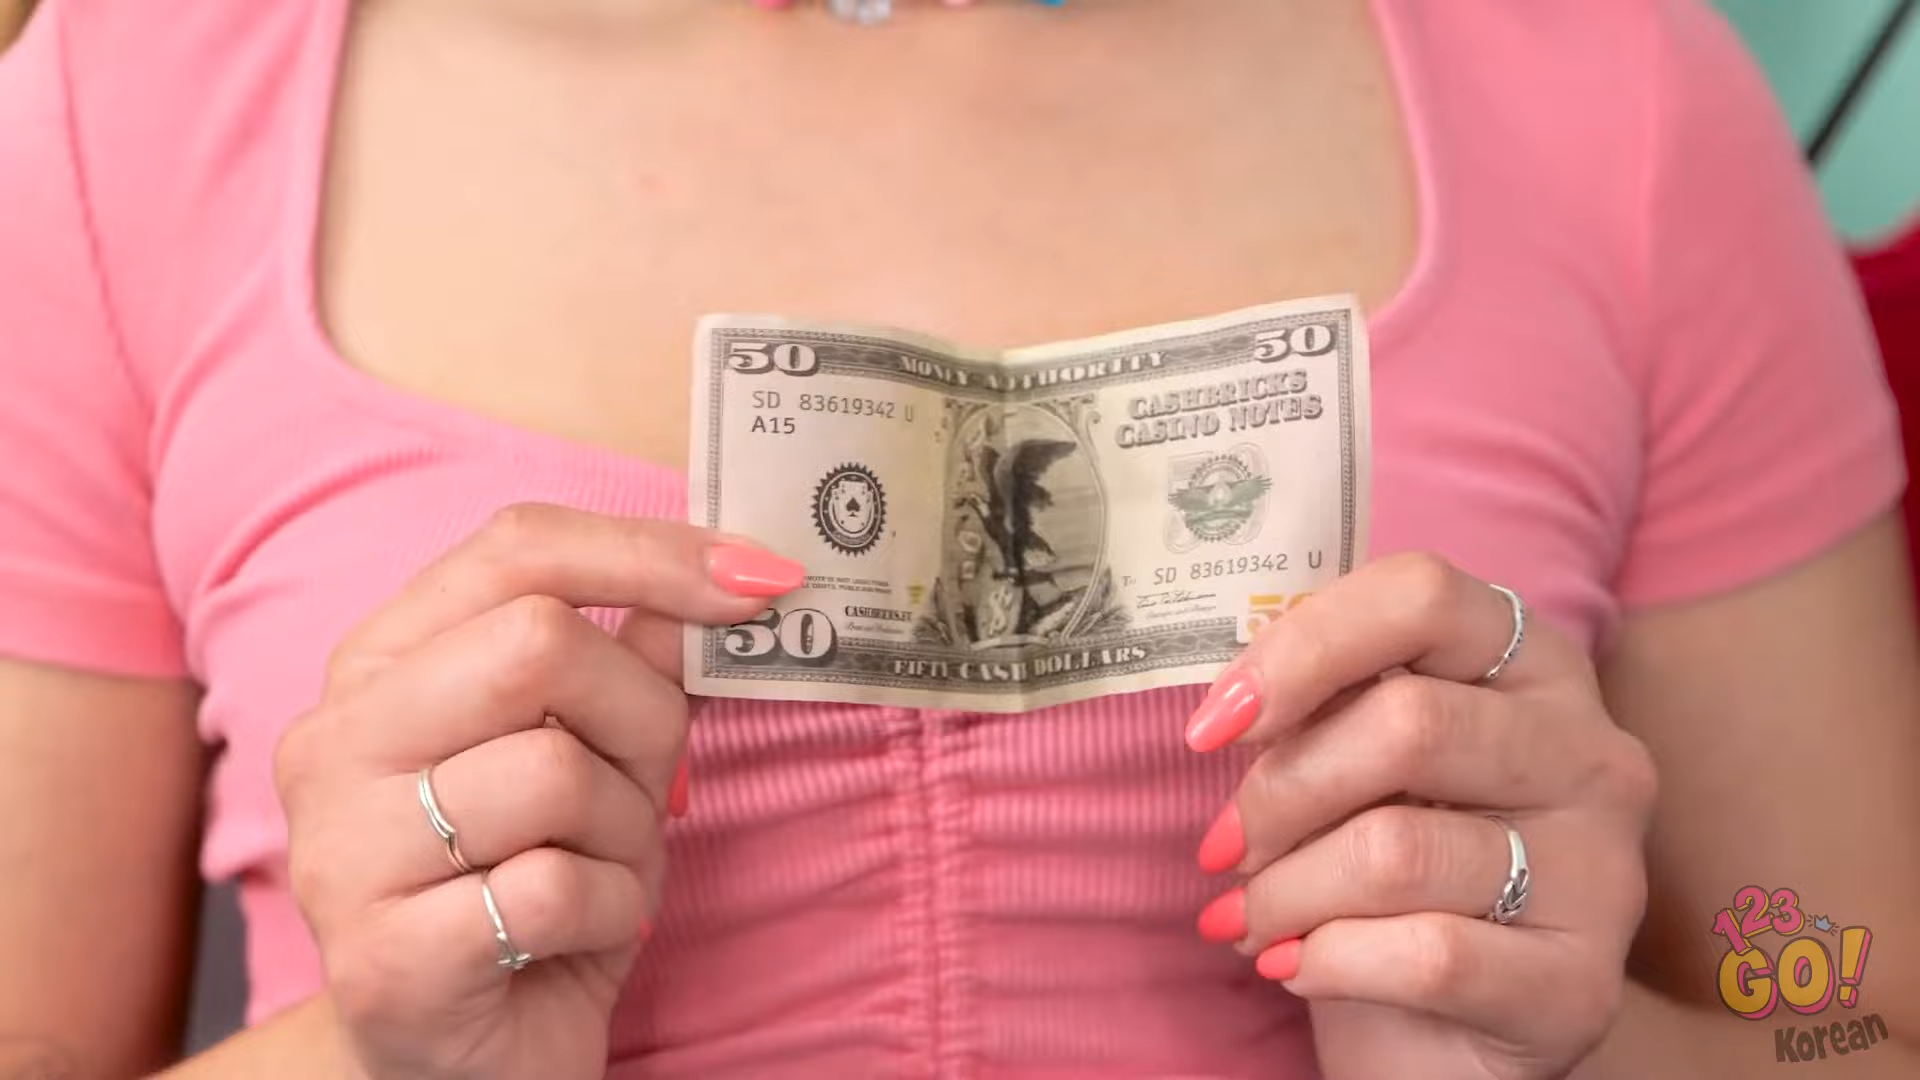 50 MONEY AUTHORITY 50
CASHBRICKS
CASINO NOTES
SD 83619342 U
A15
SD 83619342 U
50
50
FIFTY CASH DOLLARS
123
GO!
Korean